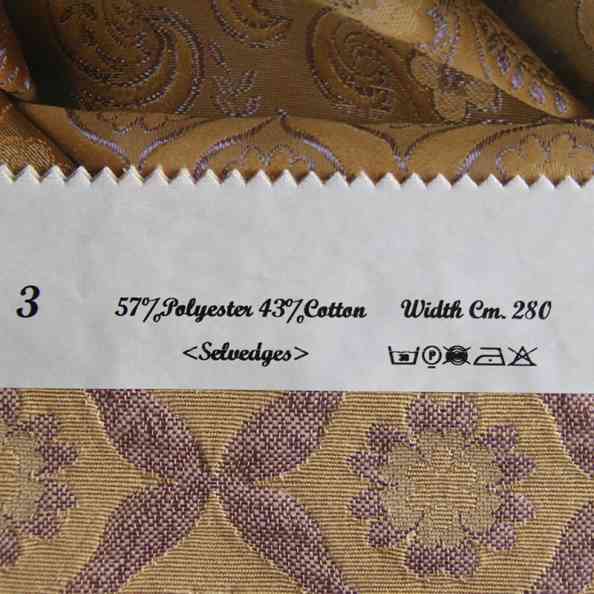 3
57% Polyester 43% Cotton Width Cm. 280
<Selvedges>